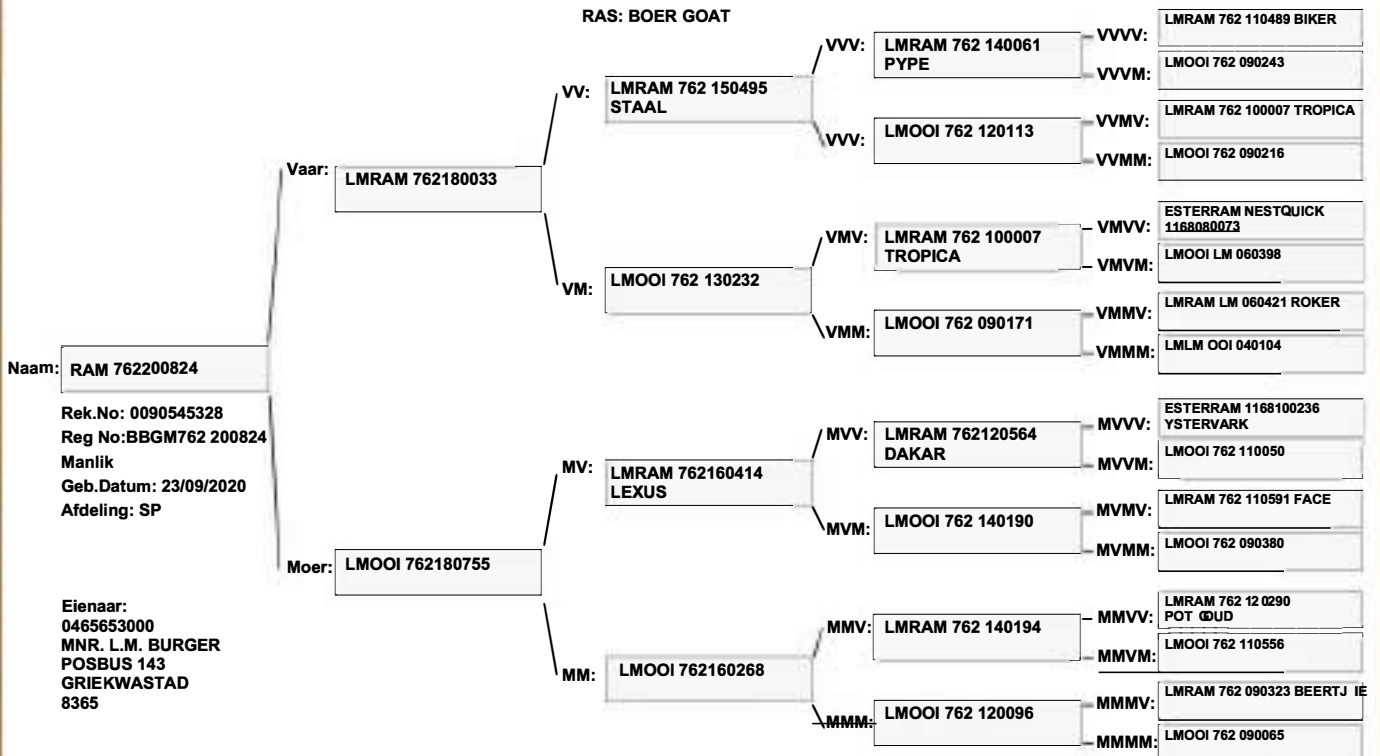 RAS: BOER GOAT
Naam: RAM 762200824
Rek.No: 0090545328
Reg No:BBGM762 200824
Manlik
Geb.Datum: 23/09/2020
Afdeling: SP
Eienaar:
0465653000
MNR. L.M. BURGER
POSBUS 143
GRIEKWASTAD
8365
Vaar: LMRAM 762180033
Moer: LMOOI 762180755
VV: LMRAM 762 150495
STAAL
VM: LMOOI 762 130232
MV: LMRAM 762160414
LEXUS
MM: LMOOI 762160268
VVV: LMRAM 762 140061
PYPE
VVV: LMOOI 762 120113
VMV: LMRAM 762 100007
TROPICA
VMM: LMOOI 762 090171
MVV: LMRAM 762120564
DAKAR
MVM: LMOOI 762 140190
MMV: LMRAM 762 140194
MMM: LMOOI 762 120096
VVVV: LMRAM 762 110489 BIKER
VVVM: LMOOI 762 090243
VVMV: LMRAM 762 100007 TROPICA
VVMM: LMOOI 762 090216
VMVV: ESTERRAM NESTQUICK
1168080073
VMVM: LMOOI LM 060398
VMMV: LMRAM LM 060421 ROKER
VMMM: LMLM OOI 040104
MVVV: ESTERRAM 1168100236
YSTERVARK
MVVM: LMOOI 762 110050
MVMV: LMRAM 762 110591 FACE
MVMM: LMOOI 762 090380
MMVV: LMRAM 762 120290
POT GOUD
MMVM: LMOOI 762 110556
MMMV: LMRAM 762 090323 BEERTJ IE
MMMM: LMOOI 762 090065